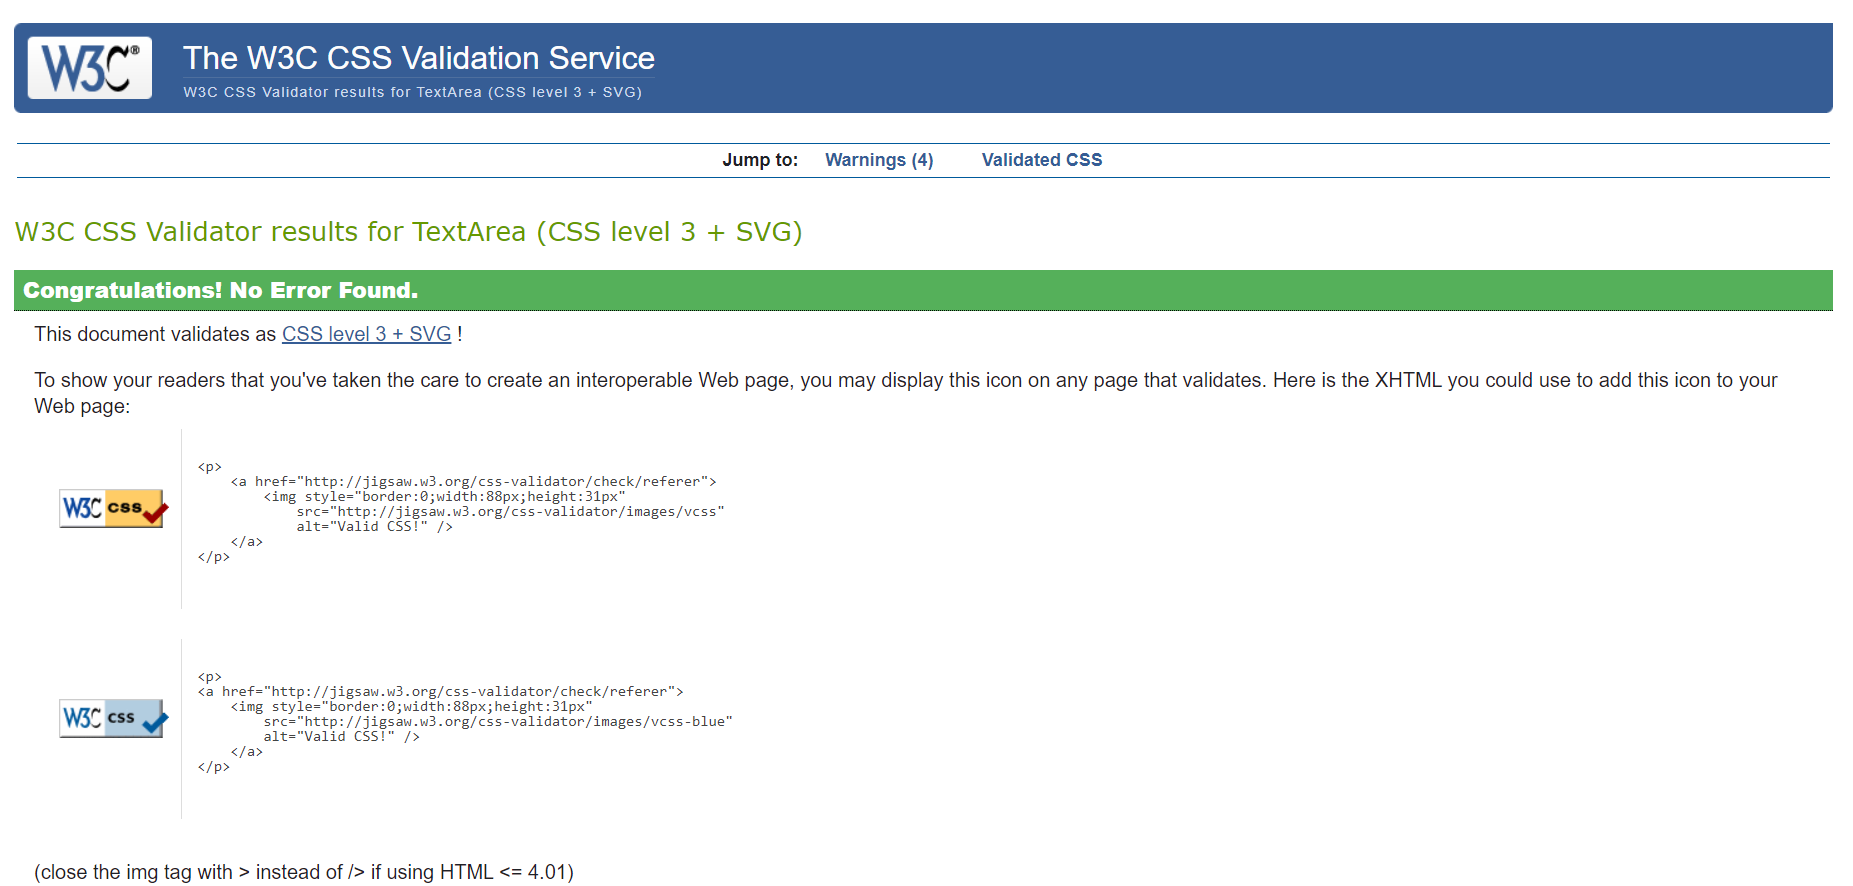 W3C®
The W3C CSS Validation Service
W3C CSS Validator results for TextArea (CSS level 3 + SVG)
Jump to: Warnings (4) Validated CSS
W3C CSS Validator results for TextArea (CSS level 3 + SVG)
Congratulations! No Error Found.
This document validates as CSS level 3 + SVG !
To show your readers that you've taken the care to create an interoperable Web page, you may display this icon on any page that validates. Here is the XHTML you could use to add this icon to your
Web page:
W3C css
<p>
<a href="http://jigsaw.w3.org/css-validator/check/referer">
<img style="border:0;width:88px;height:31px"
src="http://jigsaw.w3.org/css-validator/images/vcss"
alt="Valid CSS!" />
</a>
</p>
W3C css
<p>
<a href="http://jigsaw.w3.org/css-validator/check/referer">
<img style="border:0;width:88px;height:31px"
src="http://jigsaw.w3.org/css-validator/images/vcss-blue"
alt="Valid CSS!" />
</a>
</p>
(close the img tag with > instead of /> if using HTML <= 4.01)